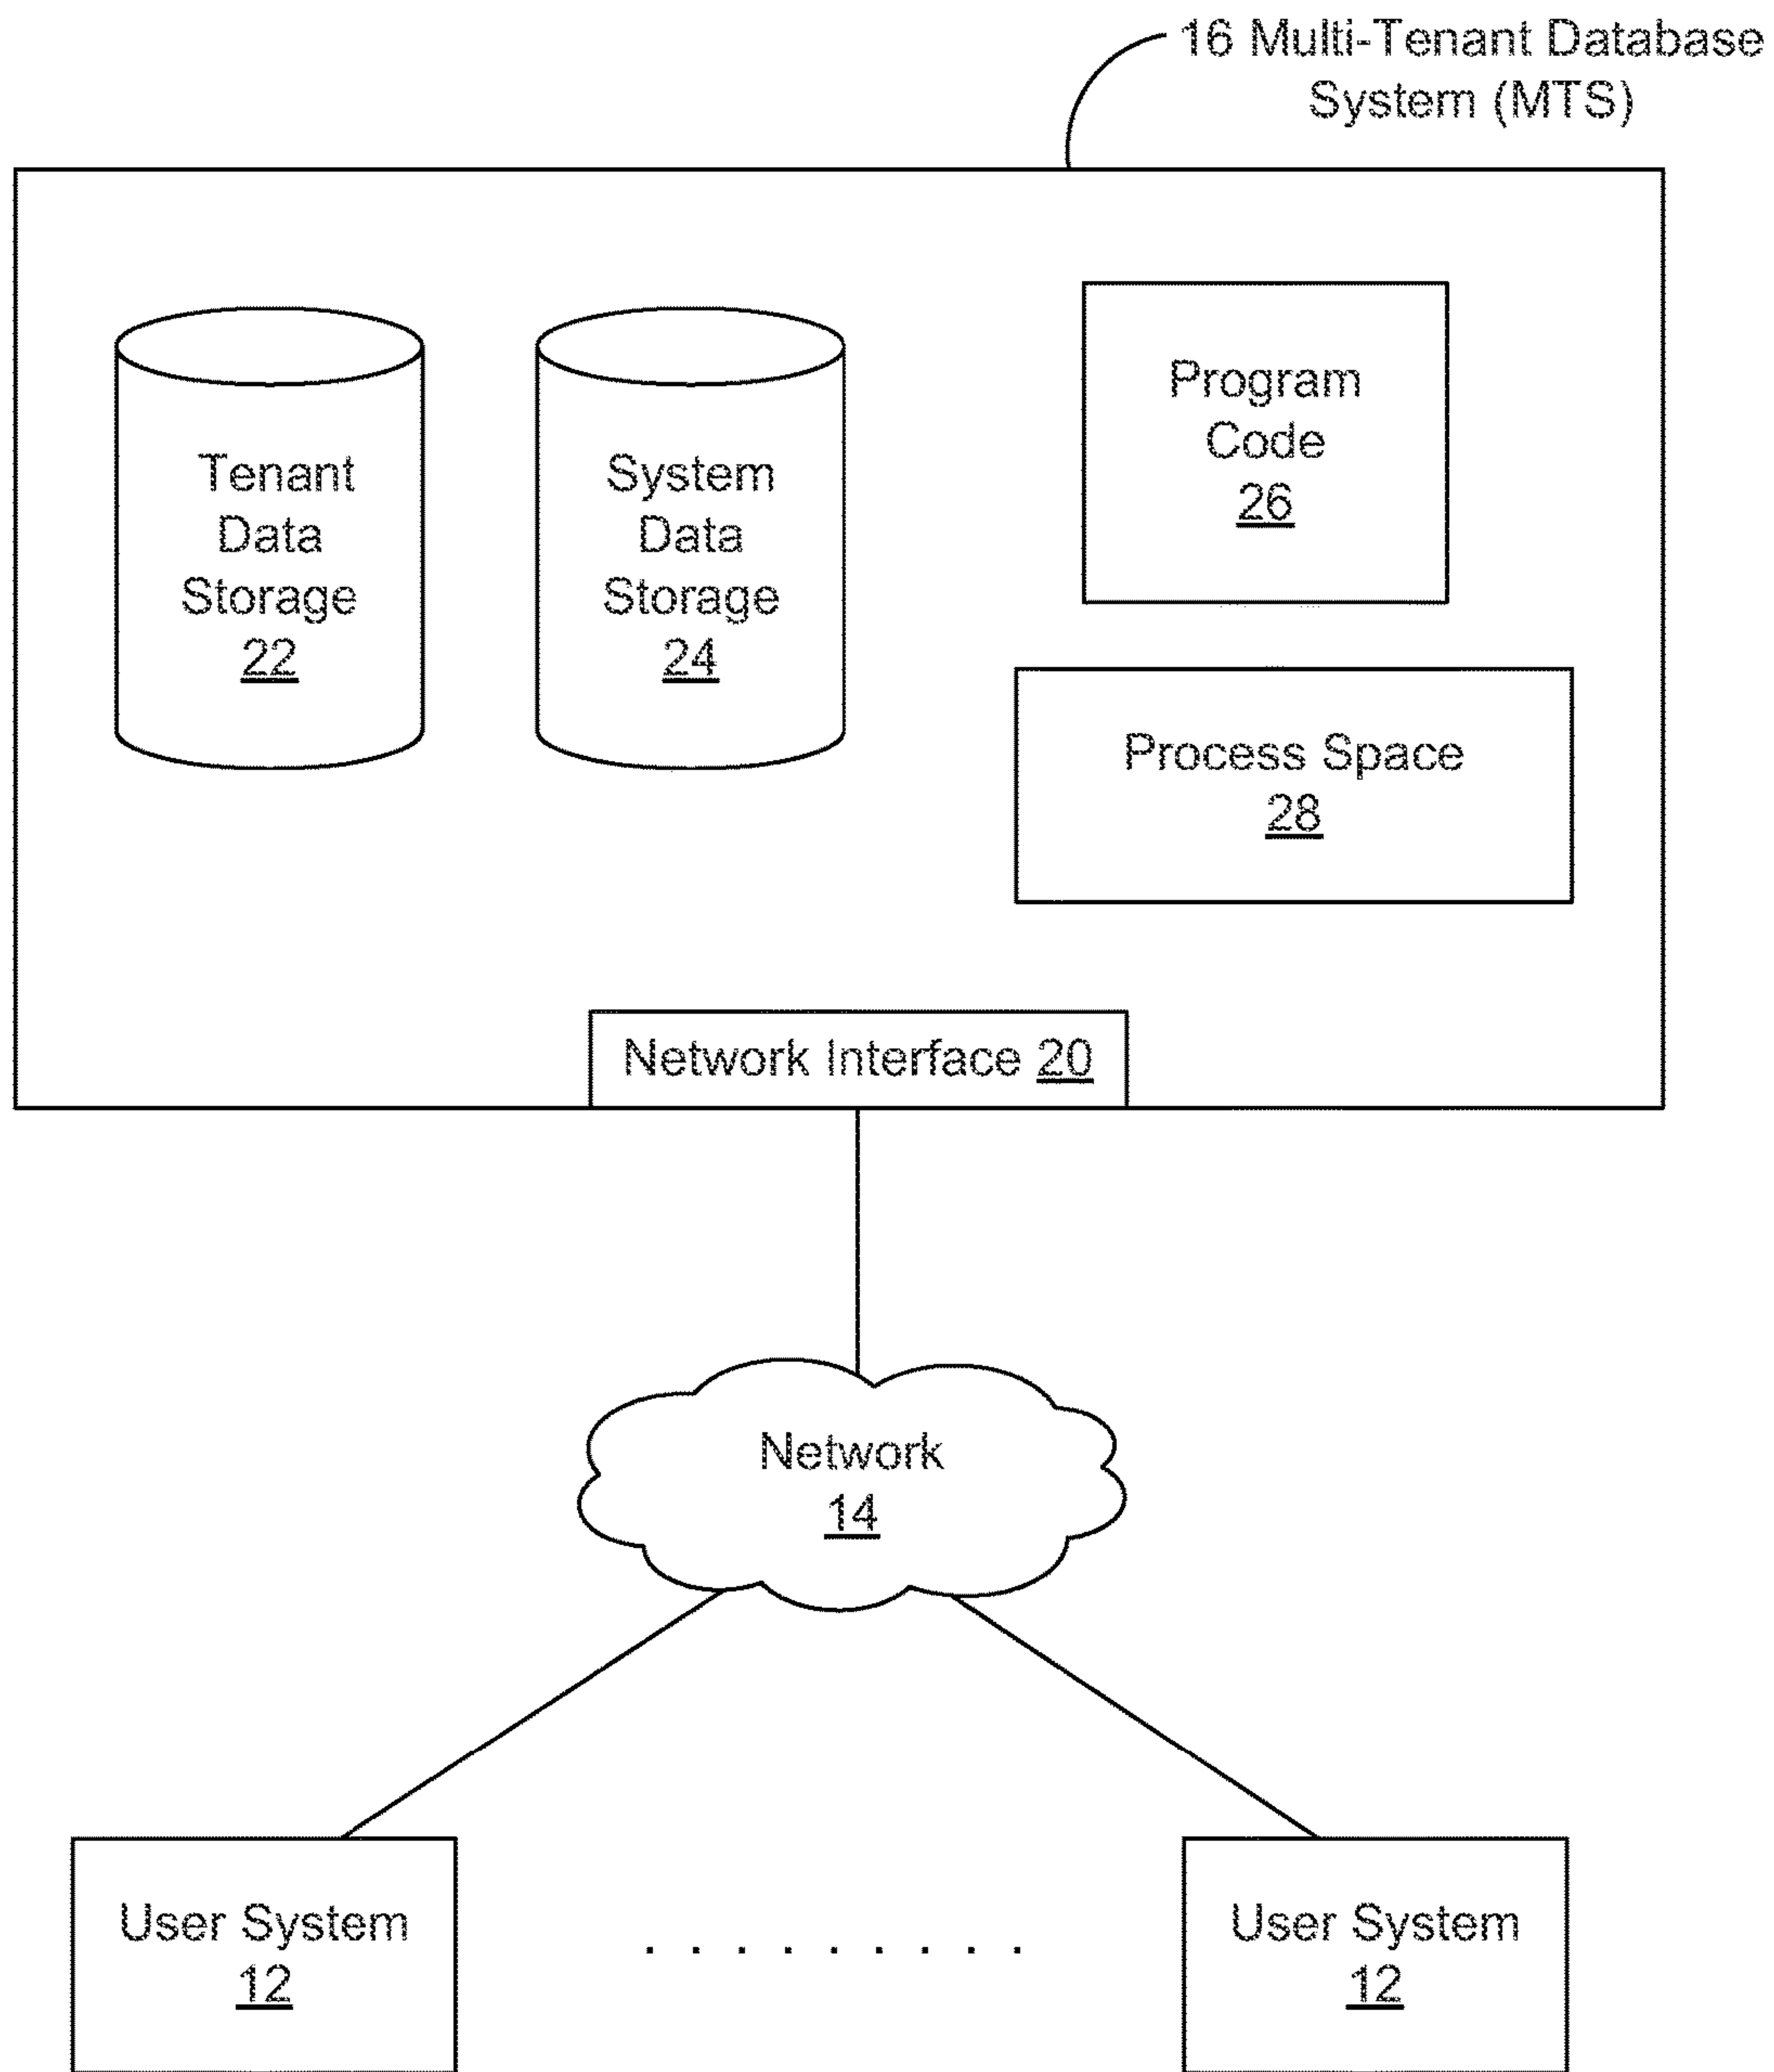 16 Multi-Tenant Database
System (MTS)
Tenant
Data
Storage
22
System
Data
Storage
24
Program
Code
26
Process Space
28
Network Interface 20
Network
14
User System
12
. . . . . . . . .
User System
12